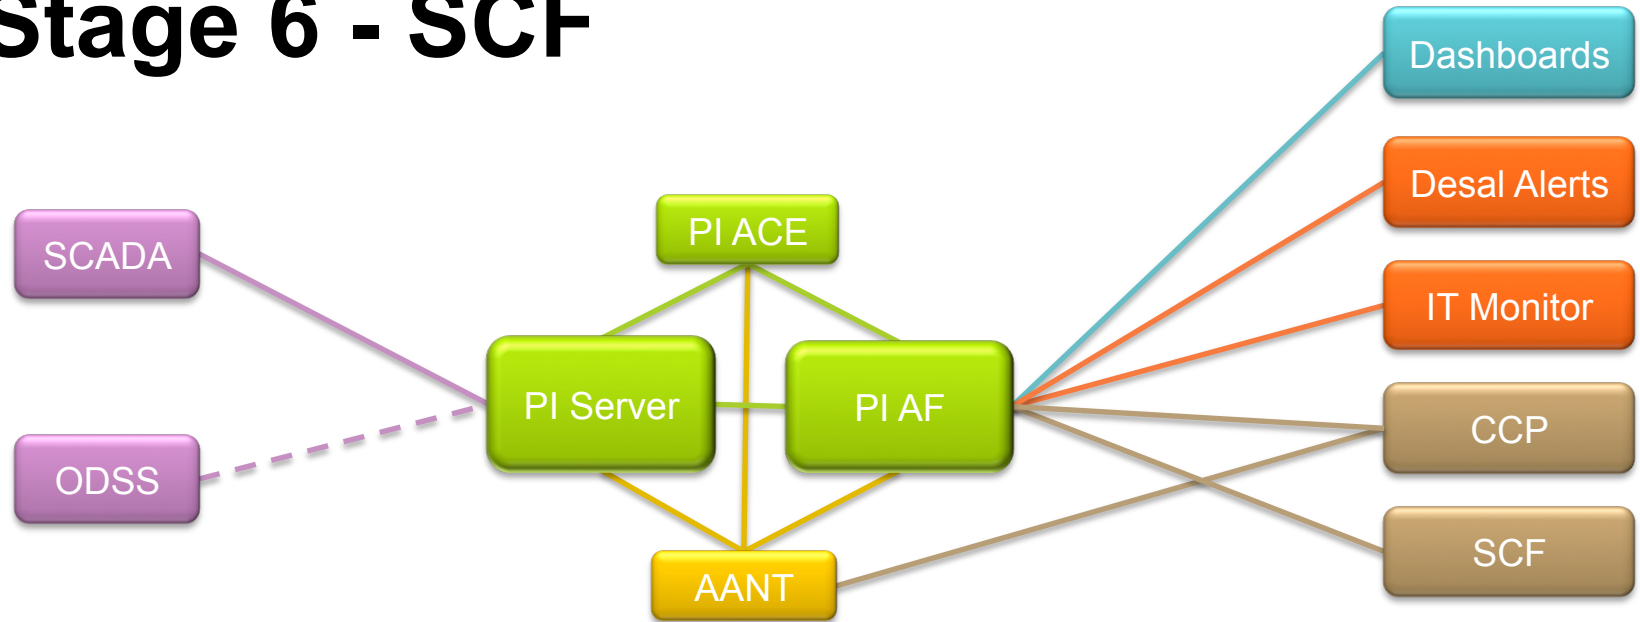 Stage 6 - SCF
Dashboards
Desal Alerts
SCADA
PI ACE
IT Monitor
PI Server
PI AF
CCP
ODSS
SCF
AANT